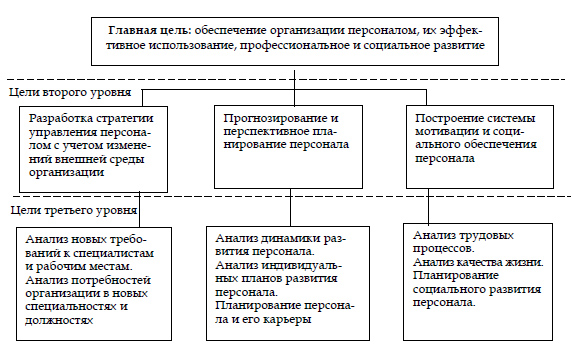 Главная цель: обеспечение организации персоналом, их эффек-
тивное использование, профессиональное и социальное развитие
Цели второго уровня
Разработка стратегии
управления персона-
лом с учетом измене-
ний внешней среды
организации
Прогнозирование и
перспективное пла-
нирование персонала
Построение системы
мотивации и соци-
ального обеспечения
персонала
Цели третьего уровня
Анализ новых требо-
ваний к специалистам
и рабочим местам.
Анализ потребностей
организации в новых
специальностях и
должностях
Анализ динамики раз-
вития персонала.
Анализ индивидуаль-
ных планов развития
персонала.
Планирование персона-
ла и его карьеры
Анализ трудовых
процессов.
Анализ качества жизни.
Планирование
социального развития
персонала.